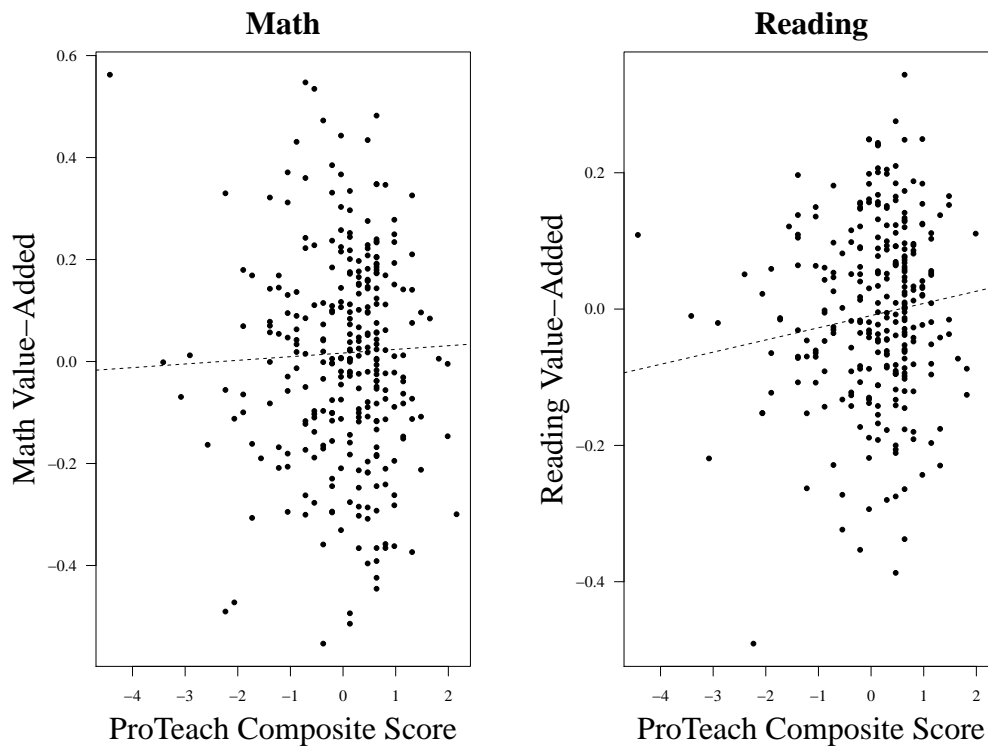 Math
0.6
0.4
0.2
0.0
−0.2
−0.4
Math Value−Added
−4 −3 −2 −1 0 1 2
ProTeach Composite Score
Reading
0.2
0.0
−0.2
−0.4
Reading Value−Added
−4 −3 −2 −1 0 1 2
ProTeach Composite Score